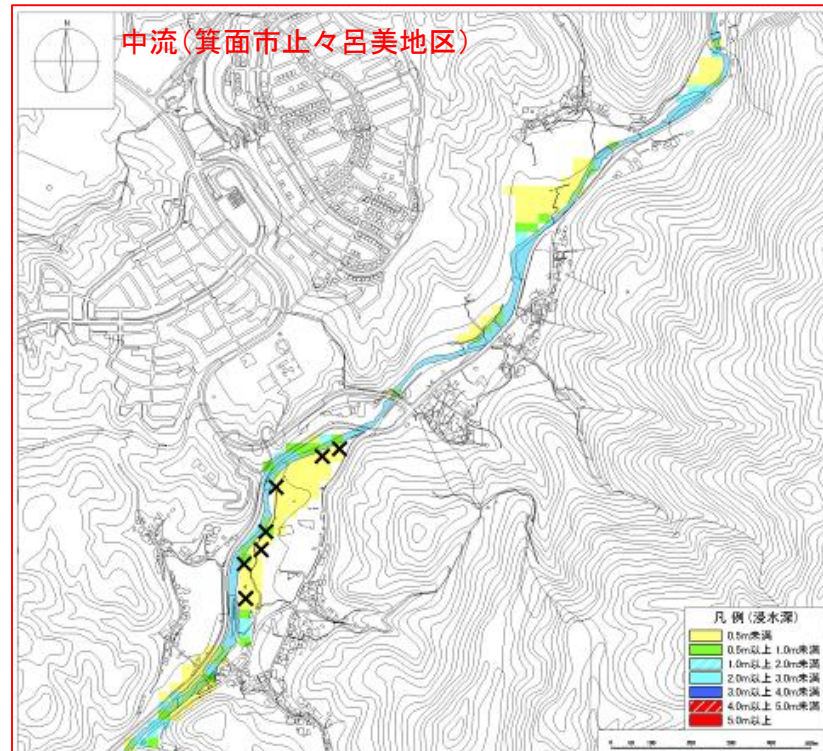 中流(箕面市止々呂美地区)
N
凡 例 (浸水深)
0.5m未満
0.5m以上 1.0m未満
1.0m以上 2.0m未満
2.0m以上 3.0m未満
3.0m以上 4.0m未満
4.0m以上 5.0m未満
5.0m以上